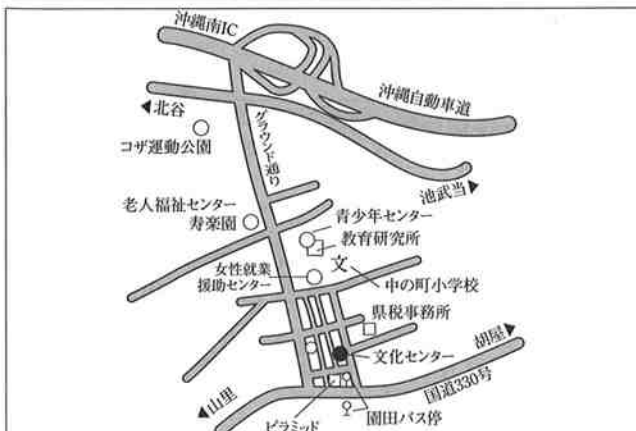 沖縄南IC
沖縄自動車道
◀北谷
コザ運動公園
グラウンド通り
池武当▶
老人福祉センター
寿楽園
青少年センター
教育研究所
女性就業
援助センター
文
中の町小学校
県税事務所
文化センター
胡屋▶
国道330号
◀山里
ピラミッド
園田バス停